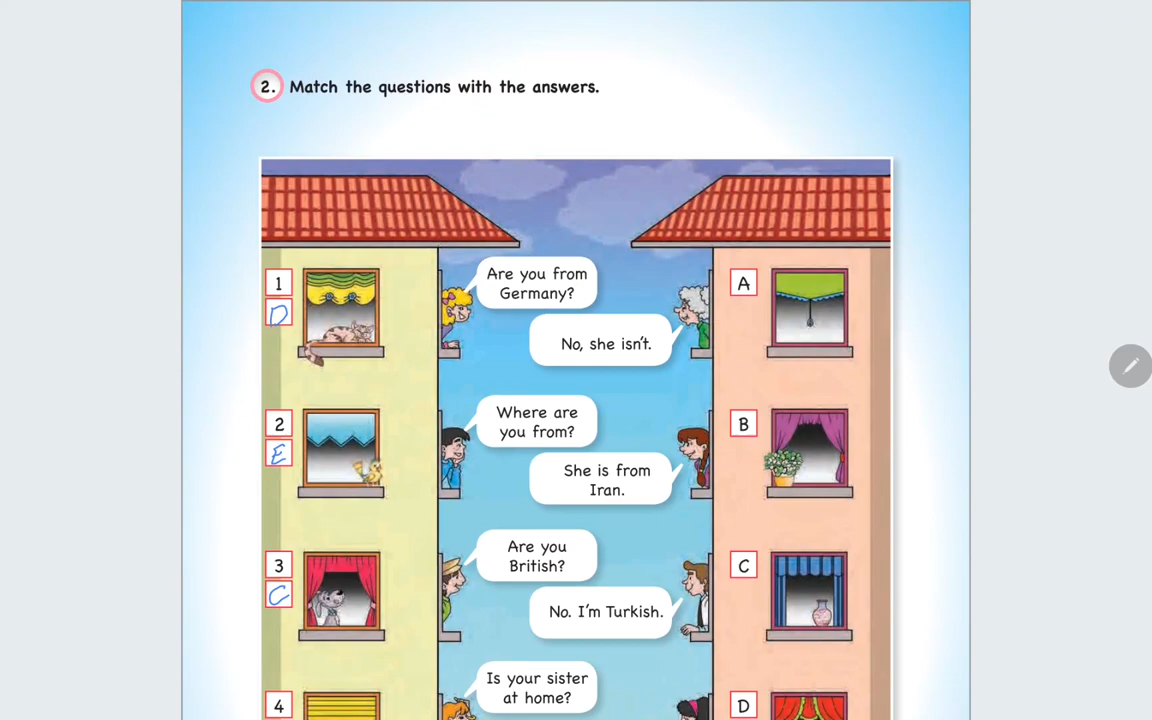 2. Match the questions with the answers.
1
D
Are you from
Germany?
A
No, she isn't.
2
E
Where are
you from?
B
She is from
Iran.
3
C
Are you
British?
C
No. I'm Turkish.
4
Is your sister
at home?
D